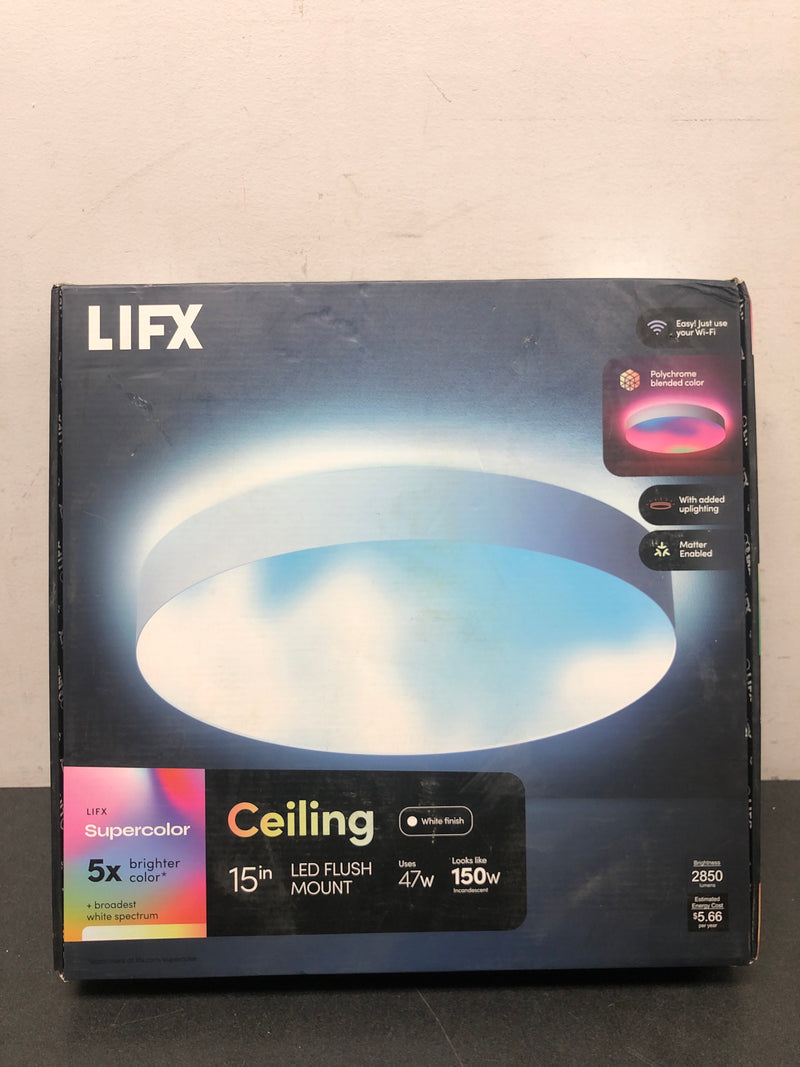 LIFX
Easy! Just use
your Wi-Fi
Polychrome
blended color
With added
uplighting
Matter
Enabled
LIFX
Supercolor
5x brighter
color*
+ broadest
white spectrum
Ceiling
White finish
15in
LED FLUSH
MOUNT
Uses
47w
Looks like
150w
Incandescent
Brightness
2850
lumens
Estimated
Energy Cost
$5.66
per year